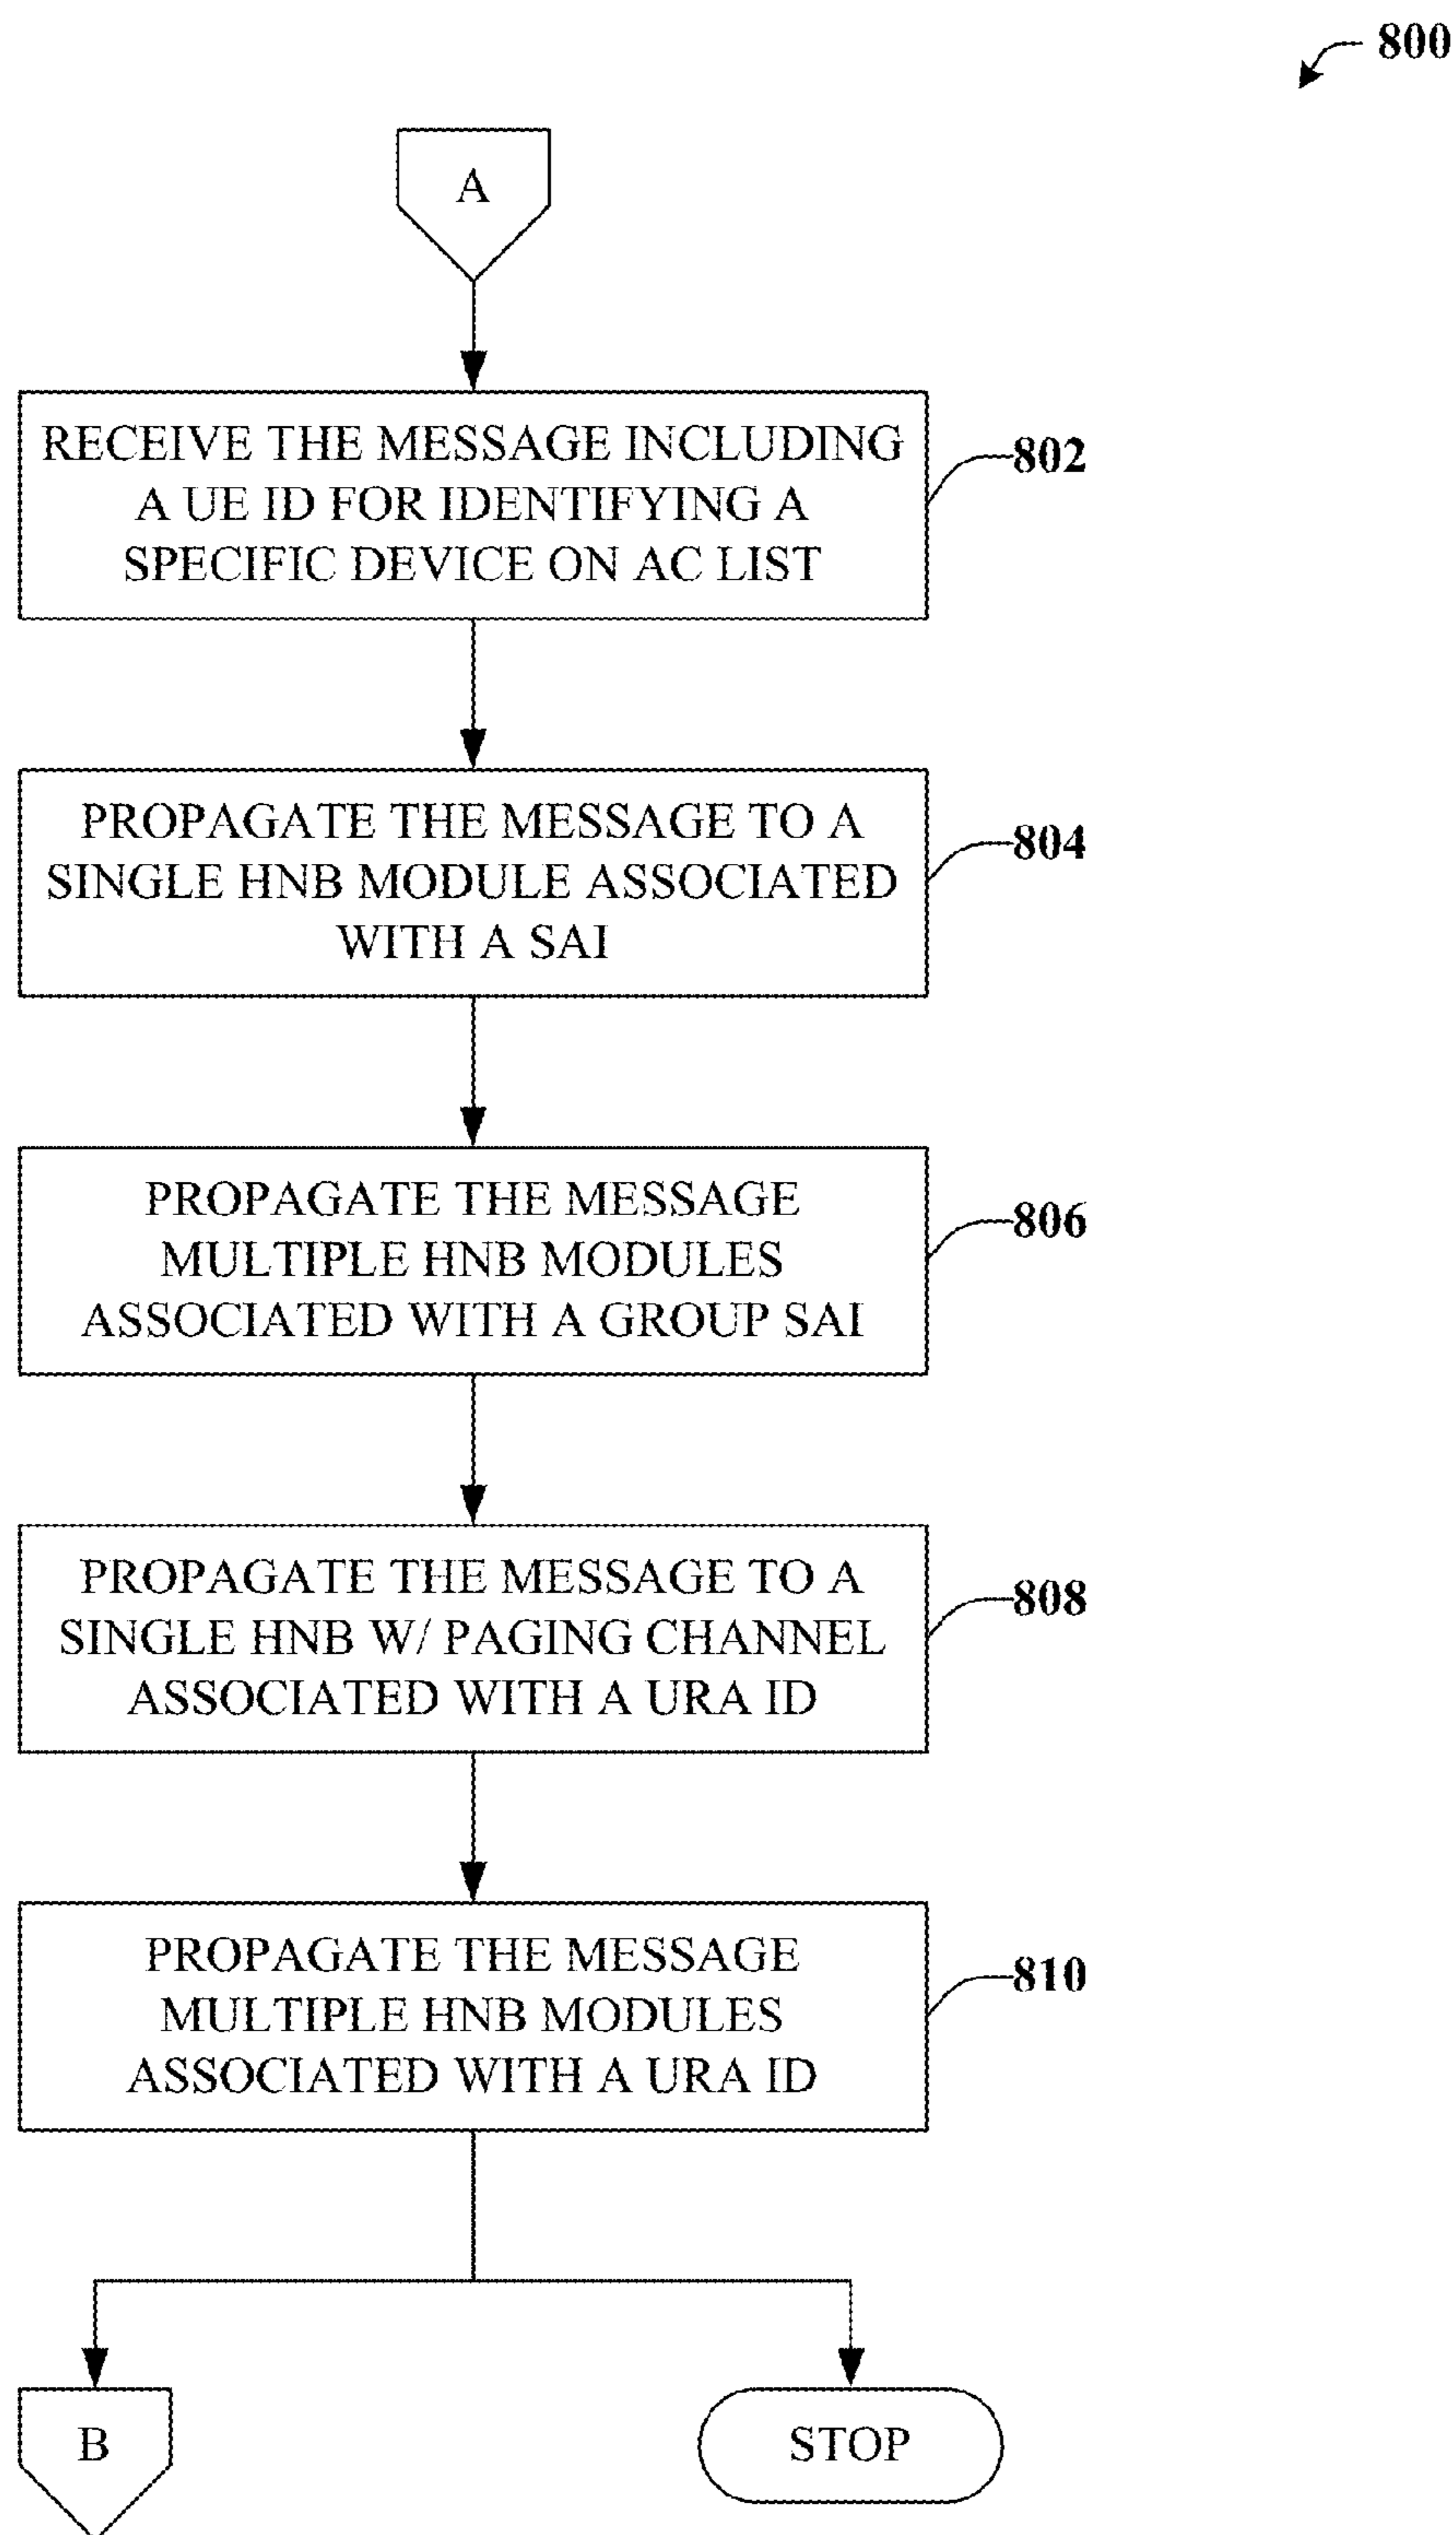 800
A
RECEIVE THE MESSAGE INCLUDING
A UE ID FOR IDENTIFYING A
SPECIFIC DEVICE ON AC LIST
802
PROPAGATE THE MESSAGE TO A
SINGLE HNB MODULE ASSOCIATED
WITH A SAI
804
PROPAGATE THE MESSAGE
MULTIPLE HNB MODULES
ASSOCIATED WITH A GROUP SAI
806
PROPAGATE THE MESSAGE TO A
SINGLE HNB W/ PAGING CHANNEL
ASSOCIATED WITH A URA ID
808
PROPAGATE THE MESSAGE
MULTIPLE HNB MODULES
ASSOCIATED WITH A URA ID
810
B
STOP